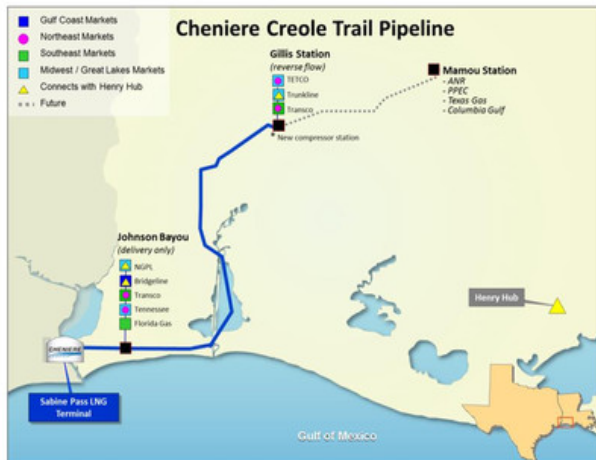 Cheniere Creole Trail Pipeline
Gulf Coast Markets
Northeast Markets
Southeast Markets
Midwest / Great Lakes Markets
Connects with Henry Hub
Future
Gillis Station
(reverse flow)
TETCO
Trunkline
Transco
* New compressor station
Mamou Station
- ANR
- PPEC
- Texas Gas
- Columbia Gulf
Johnson Bayou
(delivery only)
NGPL
Bridgeline
Transco
Tennessee
Florida Gas
CHENIERE
Sabine Pass LNG
Terminal
Henry Hub
Gulf of Mexico